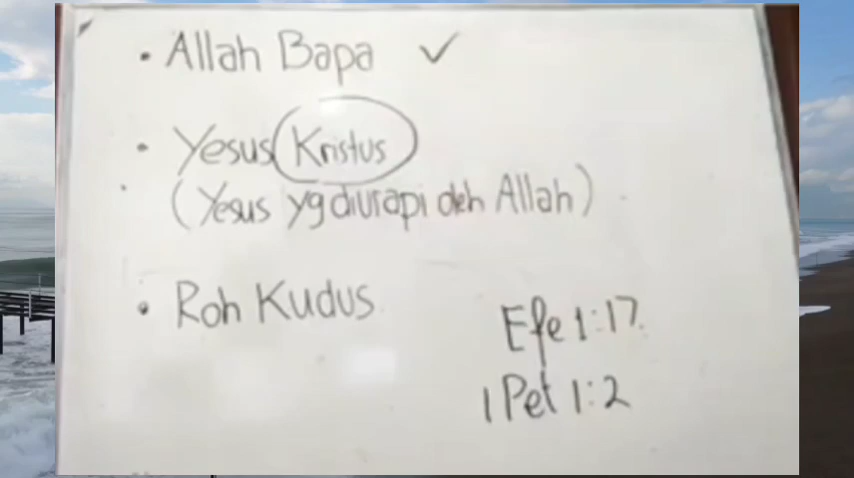 • Allah Bapa ✓
• Yesus Kristus
(Yesus yg diurapi oleh Allah)
• Roh Kudus
Efe 1:17
1 Pet 1:2